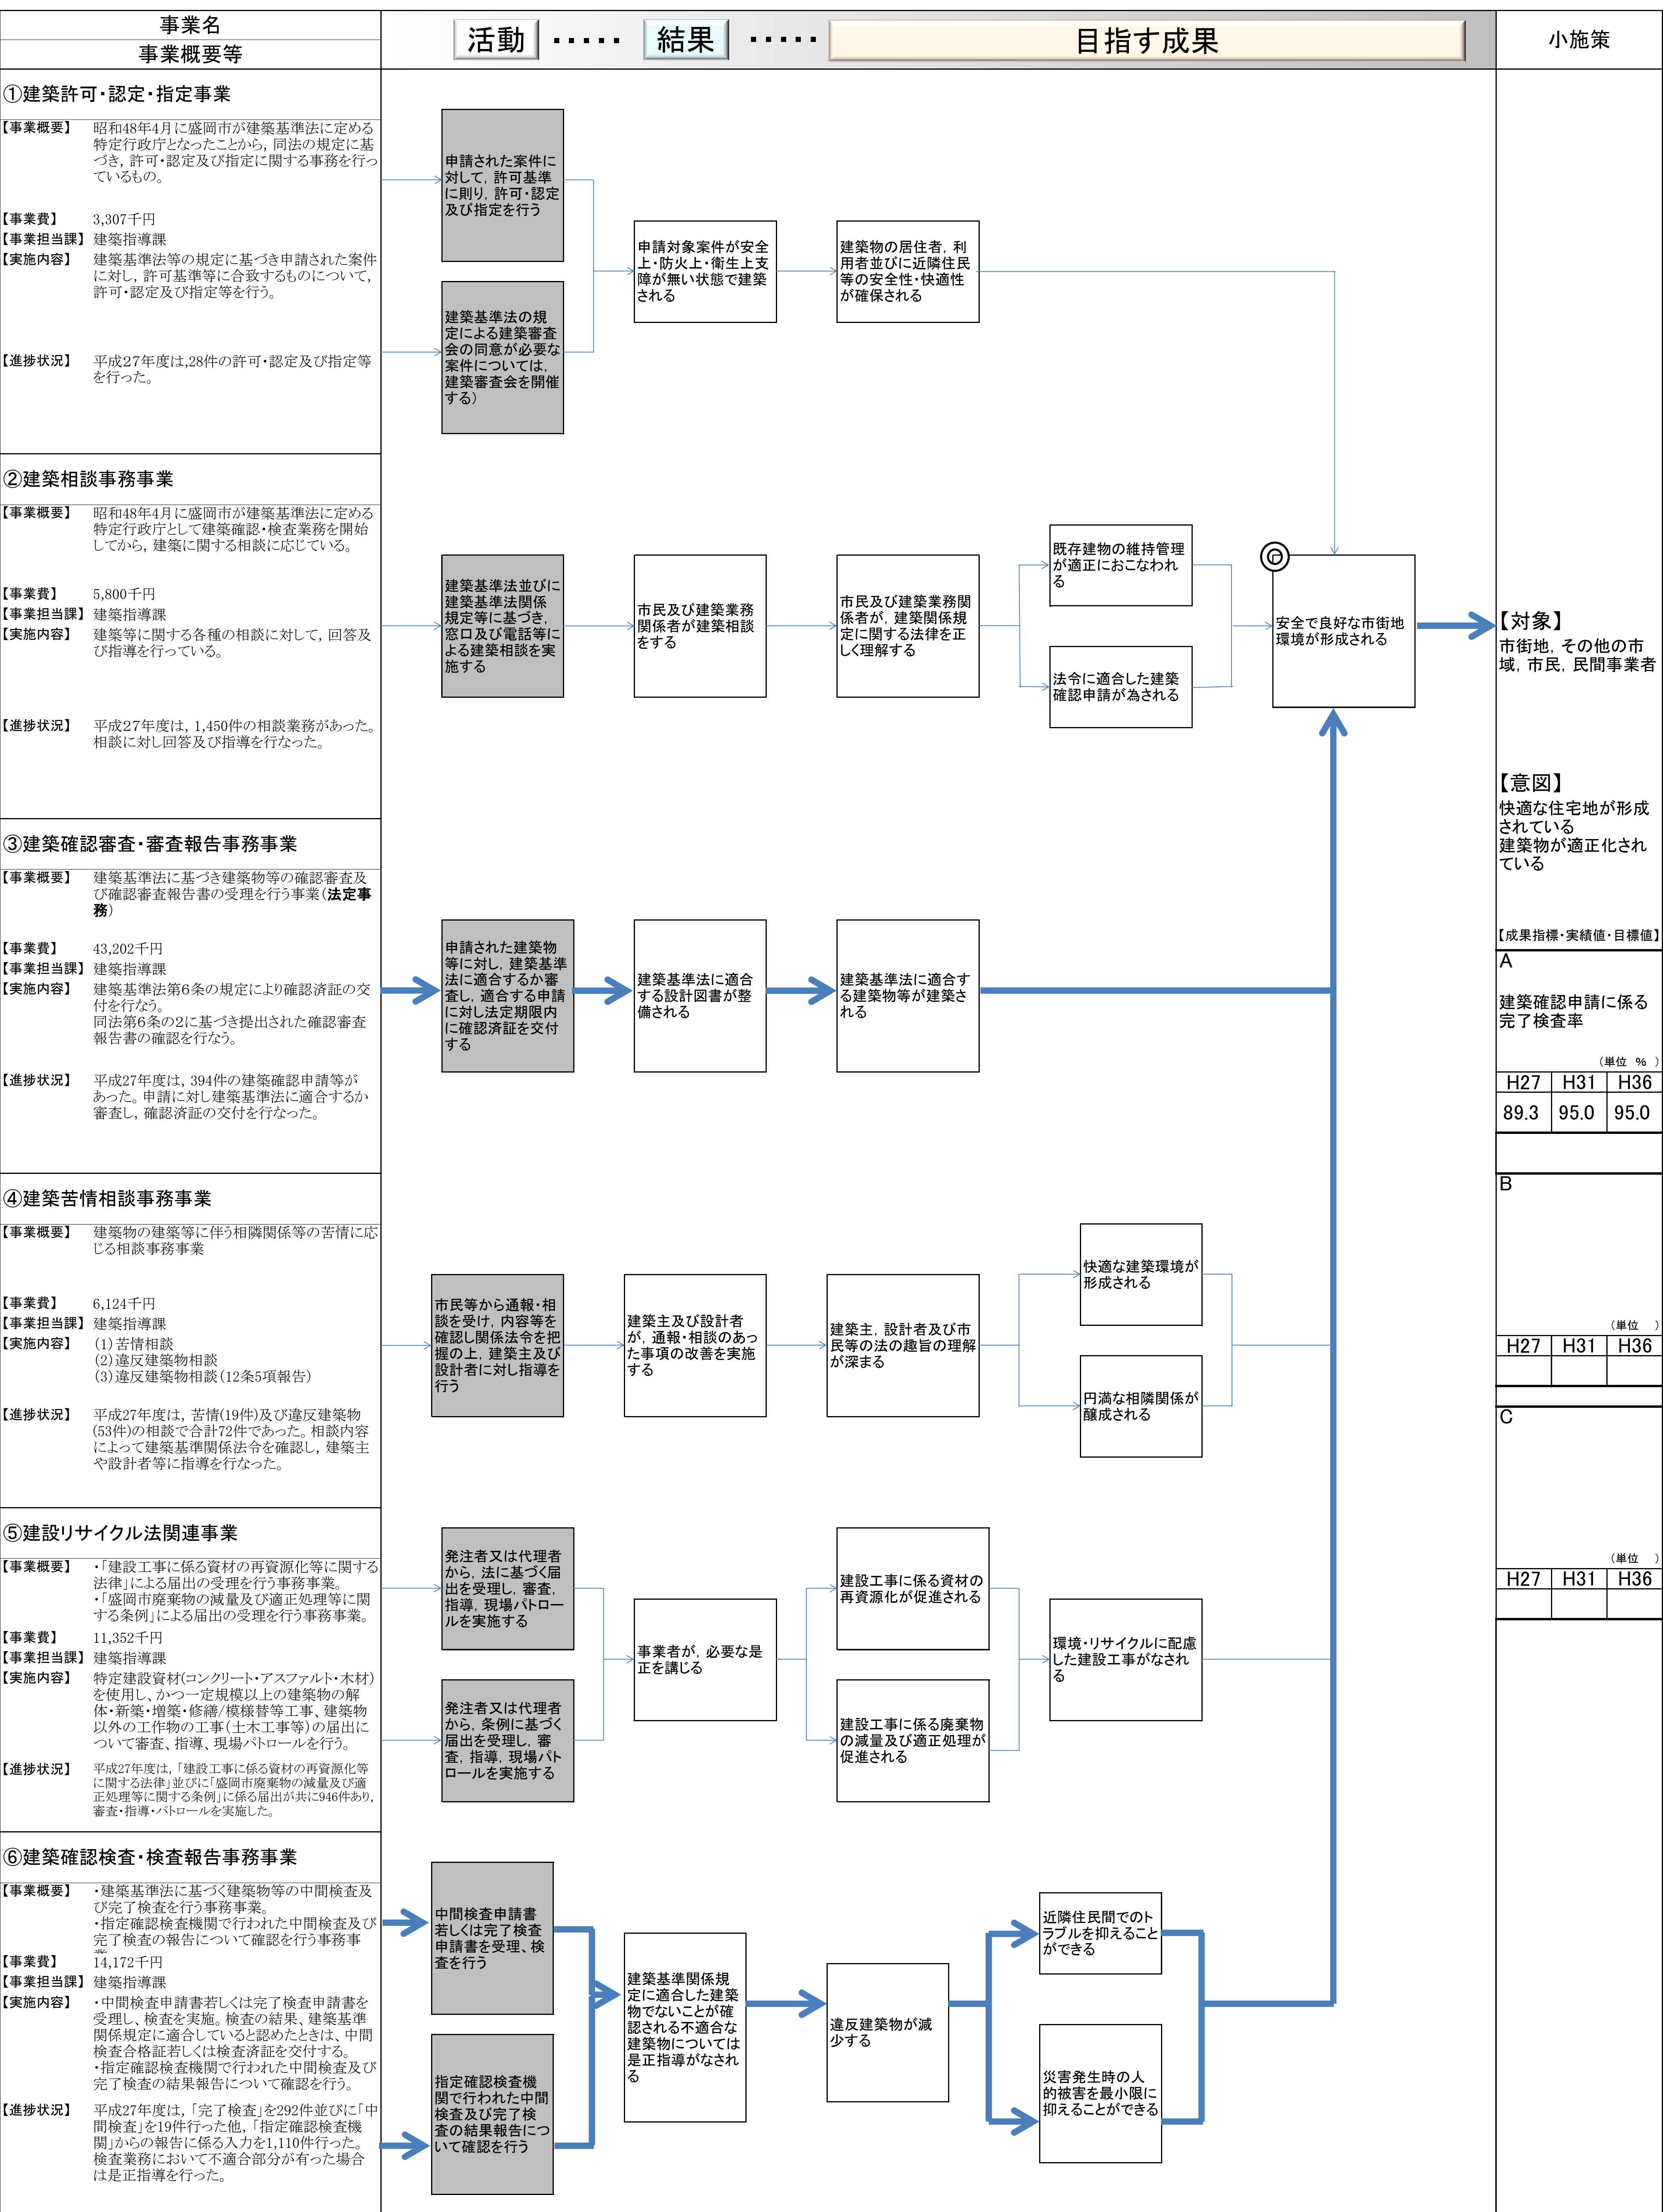 事業名
事業概要等
活動 ・・・・・ 結果 ・・・・・ 目指す成果
小施策
①建築許可・認定・指定事業
【事業概要】 昭和48年4月に盛岡市が建築基準法に定める
特定行政庁となったことから，同法の規定に基
づき，許可・認定及び指定に関する事務を行っ
ているもの。
【事業費】 3,307千円
【事業担当課】 建築指導課
【実施内容】 建築基準法等の規定に基づき申請された案件
に対し，許可基準等に合致するものについて，
許可・認定及び指定等を行う。
【進捗状況】 平成２７年度は,28件の許可・認定及び指定等
を行った。
申請された案件に
対して，許可基準
に則り，許可・認定
及び指定を行う
建築基準法の規
定による建築審査
会の同意が必要な
案件については，
建築審査会を開催
する）
申請対象案件が安全
上・防火上・衛生上支
障が無い状態で建築
される
建築物の居住者，利
用者並びに近隣住民
等の安全性・快適性
が確保される
②建築相談事務事業
【事業概要】 昭和48年4月に盛岡市が建築基準法に定める
特定行政庁として建築確認・検査業務を開始
してから，建築に関する相談に応じている。
【事業費】 5,800千円
【事業担当課】 建築指導課
【実施内容】 建築等に関する各種の相談に対して，回答及
び指導を行っている。
【進捗状況】 平成２７年度は，1,450件の相談業務があった。
相談に対し回答及び指導を行なった。
建築基準法並びに
建築基準法関係
規定等に基づき，
窓口及び電話等に
よる建築相談を実
施する
市民及び建築業務
関係者が建築相談
をする
市民及び建築業務関
係者が，建築関係規
定に関する法律を正
しく理解する
既存建物の維持管理
が適正におこなわれ
る
法令に適合した建築
確認申請が為される
◎
安全で良好な市街地
環境が形成される
【対象】
市街地，その他の市
域，市民，民間事業者
【意図】
快適な住宅地が形成
されている
建築物が適正化され
ている
【成果指標・実績値・目標値】
A
建築確認申請に係る
完了検査率
（単位 ％ ）
H27 H31 H36
89.3 95.0 95.0
B
（単位 ）
H27 H31 H36
C
（単位 ）
H27 H31 H36
③建築確認審査・審査報告事務事業
【事業概要】 建築基準法に基づき建築物等の確認審査及
び確認審査報告書の受理を行う事業（法定事
務）
【事業費】 43,202千円
【事業担当課】 建築指導課
【実施内容】 建築基準法第６条の規定により確認済証の交
付を行なう。
同法第６条の２に基づき提出された確認審査
報告書の確認を行なう。
【進捗状況】 平成27年度は，394件の建築確認申請等が
あった。申請に対し建築基準法に適合するか
審査し，確認済証の交付を行なった。
申請された建築物
等に対し，建築基準
法に適合するか審
査し，適合する申請
に対し法定期限内
に確認済証を交付
する
建築基準法に適合
する設計図書が整
備される
建築基準法に適合す
る建築物等が建築さ
れる
④建築苦情相談事務事業
【事業概要】 建築物の建築等に伴う相隣関係等の苦情に応
じる相談事務事業
【事業費】 6,124千円
【事業担当課】 建築指導課
【実施内容】 （1）苦情相談
（2）違反建築物相談
（3）違反建築物相談（12条5項報告）
【進捗状況】 平成27年度は，苦情(19件)及び違反建築物
(53件)の相談で合計72件であった。相談内容
によって建築基準関係法令を確認し，建築主
や設計者等に指導を行なった。
市民等から通報・相
談を受け，内容等を
確認し関係法令を把
握の上，建築主及び
設計者に対し指導を
行う
建築主及び設計者
が，通報・相談のあっ
た事項の改善を実施
する
建築主，設計者及び市
民等の法の趣旨の理解
が深まる
快適な建築環境が
形成される
円満な相隣関係が
醸成される
⑤建設リサイクル法関連事業
【事業概要】 ・「建設工事に係る資材の再資源化等に関する
法律」による届出の受理を行う事務事業。
・「盛岡市廃棄物の減量及び適正処理等に関
する条例」による届出の受理を行う事務事業。
【事業費】 11,352千円
【事業担当課】 建築指導課
【実施内容】 特定建設資材(コンクリート・アスファルト・木材）
を使用し、かつ一定規模以上の建築物の解
体・新築・増築・修繕/模様替等工事、建築物
以外の工作物の工事（土木工事等）の届出に
ついて審査、指導、現場パトロールを行う。
【進捗状況】 平成27年度は，「建設工事に係る資材の再資源化等
に関する法律」並びに「盛岡市廃棄物の減量及び適
正処理等に関する条例」に係る届出が共に946件あり，
審査・指導・パトロールを実施した。
発注者又は代理者
から，法に基づく届
出を受理し，審査，
指導，現場パトロー
ルを実施する
発注者又は代理者
から，条例に基づく
届出を受理し，審
査，指導，現場パト
ロールを実施する
事業者が，必要な是
正を講じる
建設工事に係る資材の
再資源化が促進される
建設工事に係る廃棄物
の減量及び適正処理が
促進される
環境・リサイクルに配慮
した建設工事がなされ
る
⑥建築確認検査・検査報告事務事業
【事業概要】 ・建築基準法に基づく建築物等の中間検査及
び完了検査を行う事務事業。
・指定確認検査機関で行われた中間検査及び
完了検査の報告について確認を行う事務事
【事業費】 14,172千円
【事業担当課】 建築指導課
【実施内容】 ・中間検査申請書若しくは完了検査申請書を
受理し、検査を実施。検査の結果、建築基準
関係規定に適合していると認めたときは、中間
検査合格証若しくは検査済証を交付する。
・指定確認検査機関で行われた中間検査及び
完了検査の結果報告について確認を行う。
【進捗状況】 平成27年度は，「完了検査」を292件並びに「中
間検査」を19件行った他，「指定確認検査機
関」からの報告に係る入力を1,110件行った。
検査業務において不適合部分が有った場合
は是正指導を行った。
中間検査申請書
若しくは完了検査
申請書を受理、検
査を行う
指定確認検査機
関で行われた中間
検査及び完了検
査の結果報告につ
いて確認を行う
建築基準関係規
定に適合した建築
物でないことが確
認される不適合な
建築物については
是正指導がなされ
る
違反建築物が減
少する
近隣住民間でのト
ラブルを抑えること
ができる
災害発生時の人
的被害を最小限に
抑えることができる